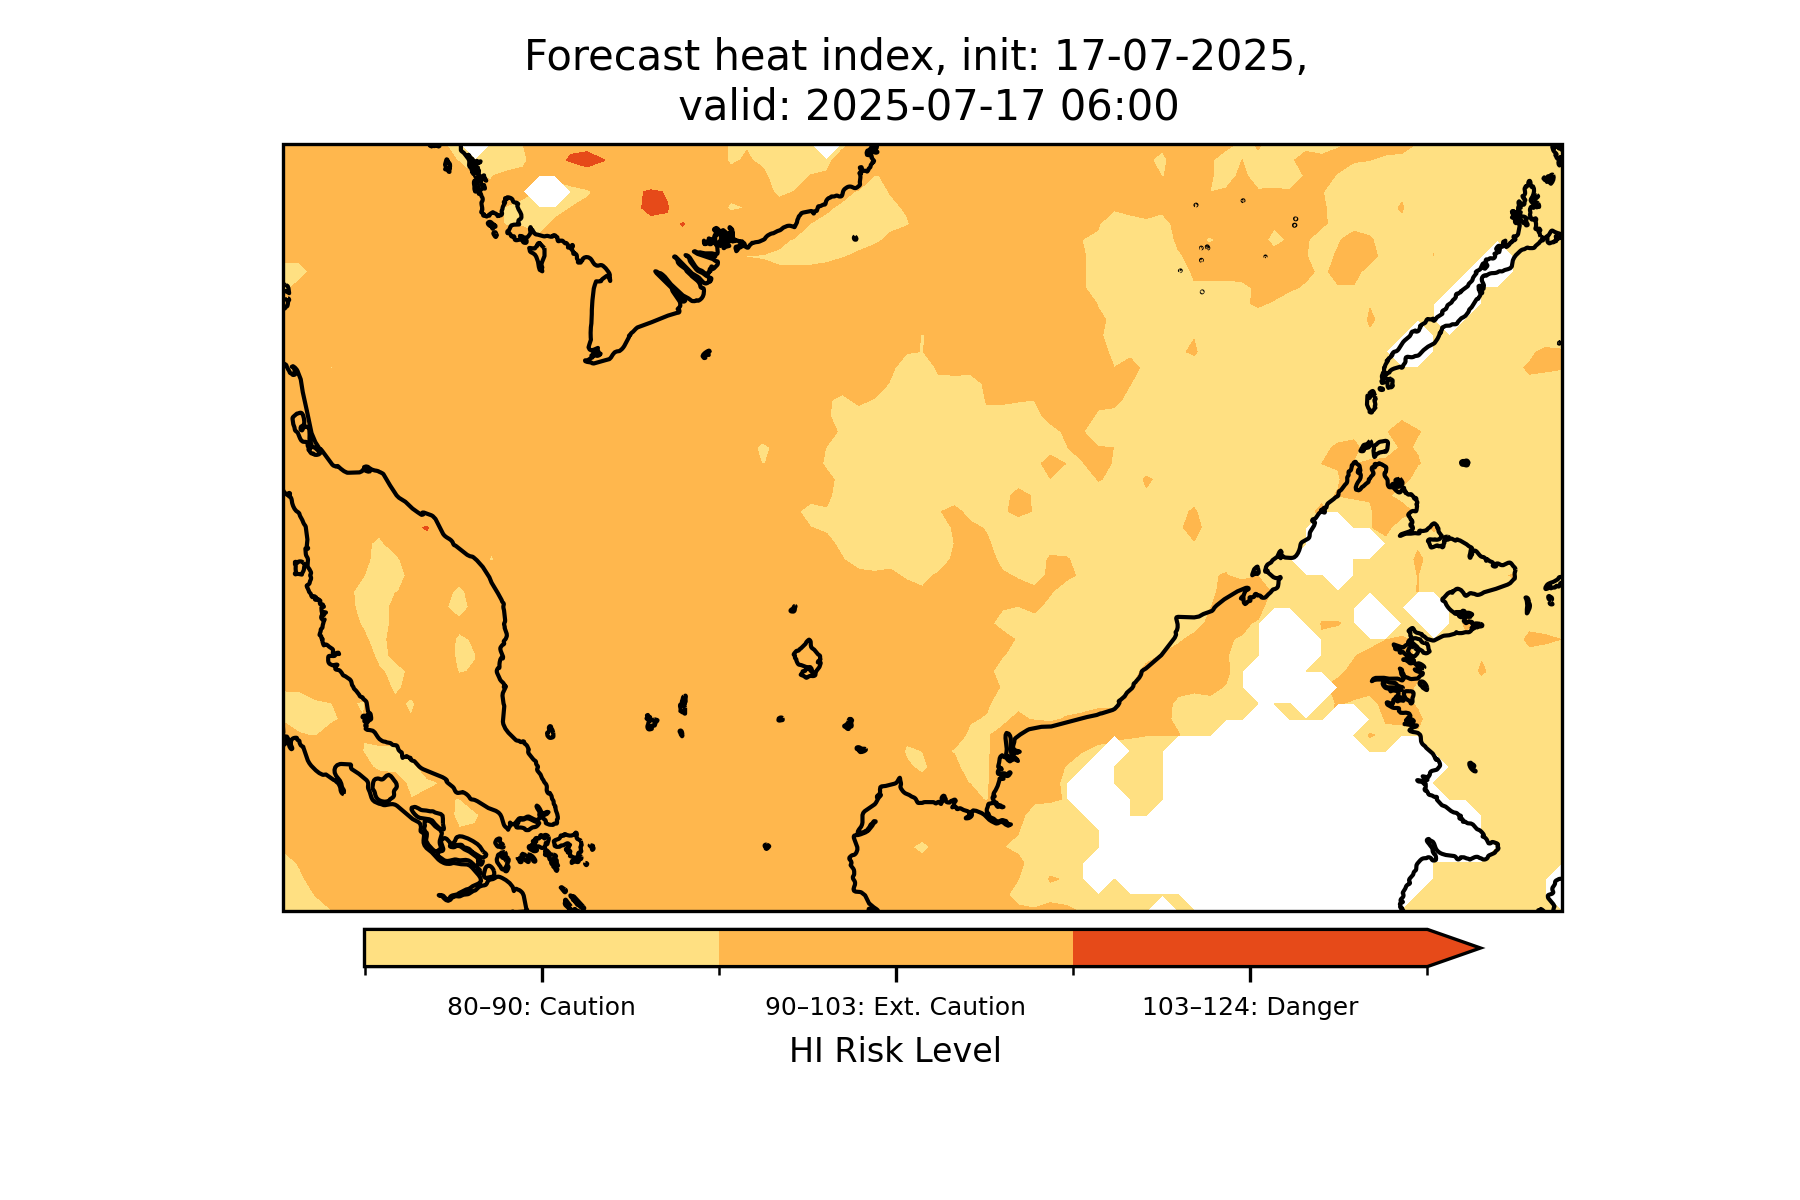 Forecast heat index, init: 17-07-2025,
valid: 2025-07-17 06:00
80–90: Caution
90–103: Ext. Caution
103–124: Danger
HI Risk Level